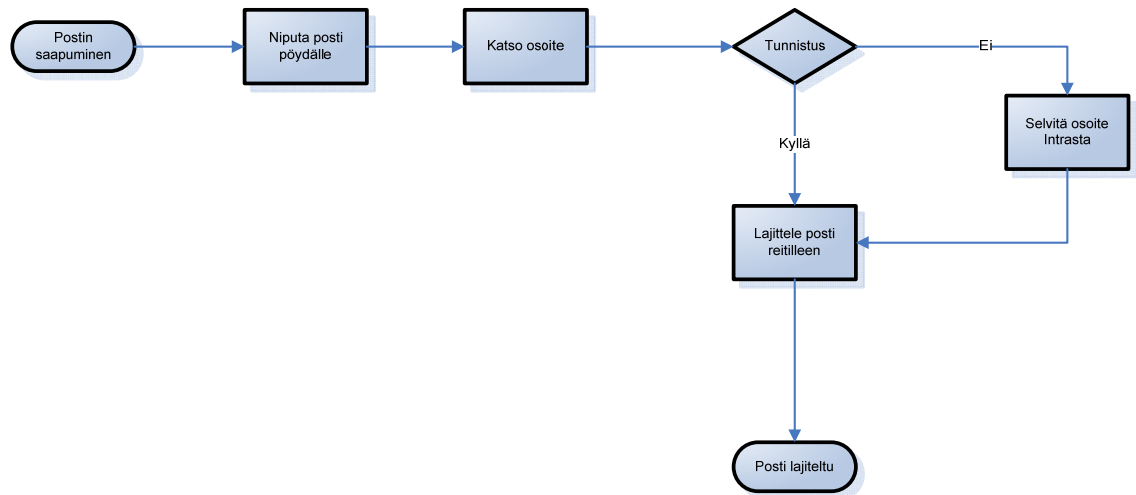 Postin
saapuminen
Niputa posti
pöydälle
Katso osoite
Tunnistus
Ei
Selvitä osoite
Intrasta
Kyllä
Lajittele posti
reitilleen
Posti lajiteltu